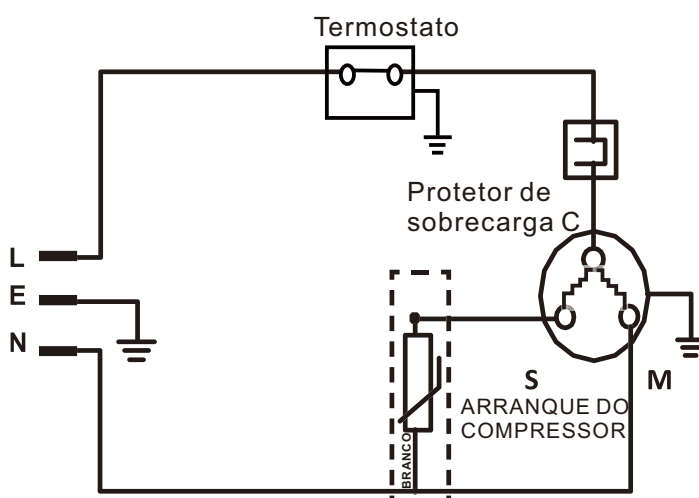 Termostato
Protetor de
sobrecarga C
L
E
N
S
M
ARRANQUE DO
COMPRESSOR
BRANCO